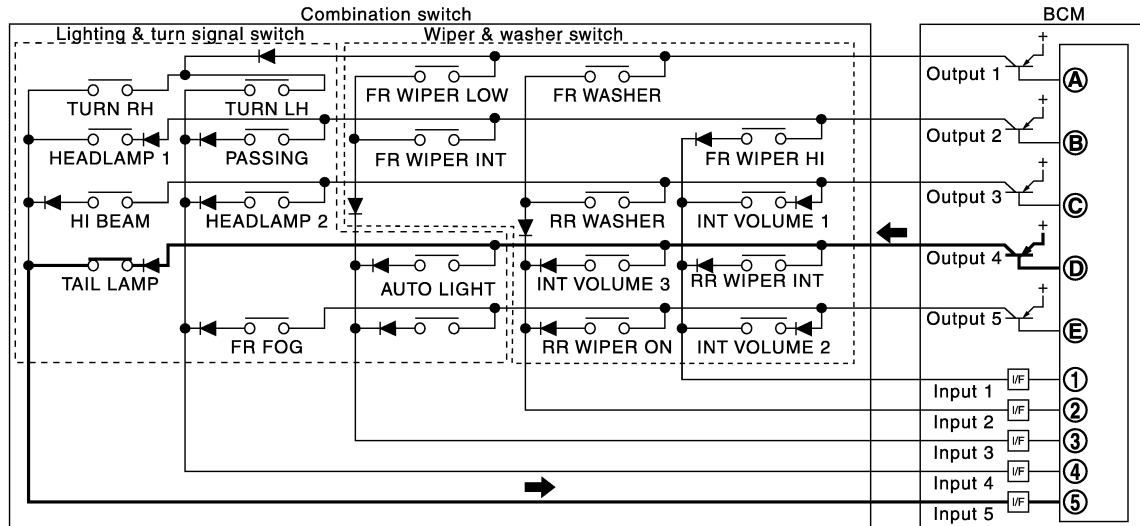 Combination switch
BCM
Lighting & turn signal switch
Wiper & washer switch
+
Output 1
A
TURN RH
TURN LH
FR WIPER LOW
FR WASHER
+
Output 2
B
HEADLAMP 1
PASSING
FR WIPER INT
FR WIPER HI
+
Output 3
C
HI BEAM
HEADLAMP 2
RR WASHER
INT VOLUME 1
+
Output 4
D
TAIL LAMP
AUTO LIGHT
INT VOLUME 3
RR WIPER INT
+
Output 5
E
FR FOG
RR WIPER ON
INT VOLUME 2
Input 1
I/F
1
Input 2
I/F
2
Input 3
I/F
3
Input 4
I/F
4
Input 5
I/F
5